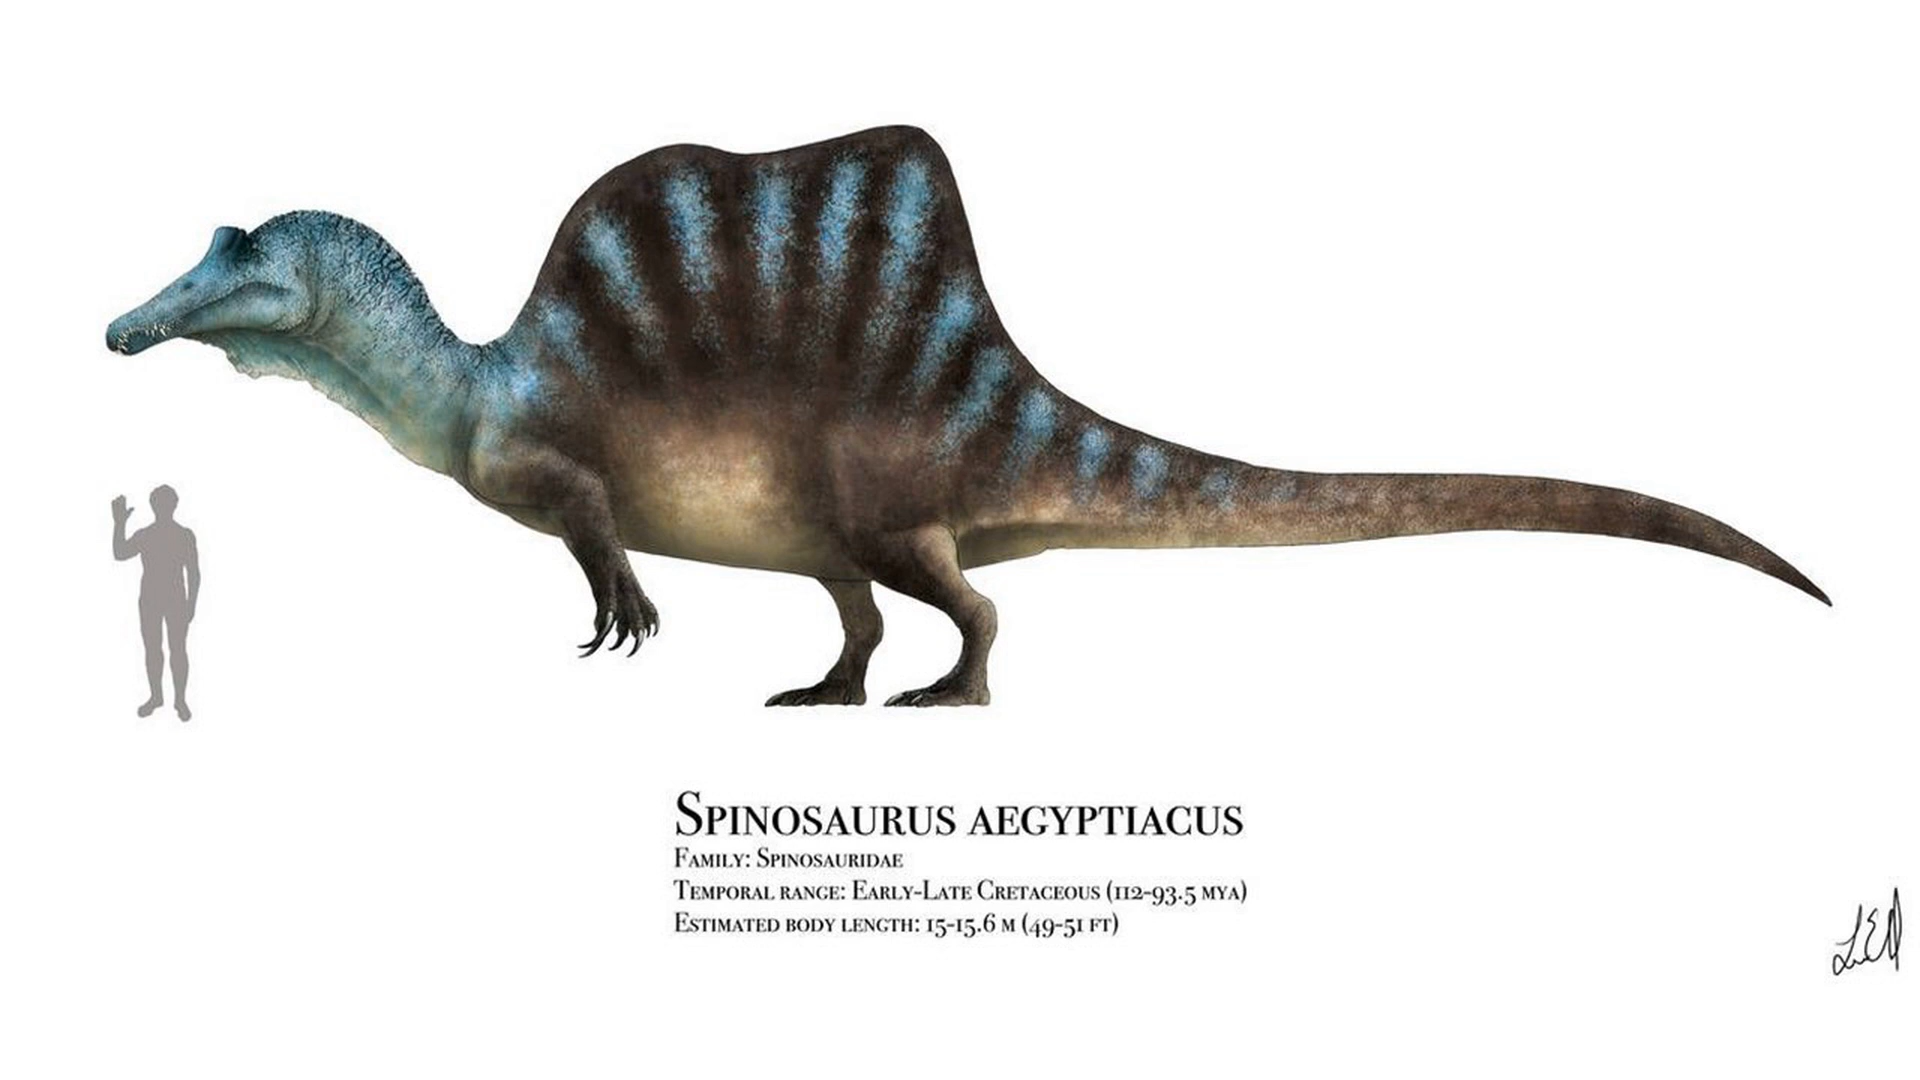 Spinosaurus aegyptiacus
Family: Spinosauridae
Temporal range: Early-Late Cretaceous (112-93.5 mya)
Estimated body length: 15-15.6 m (49-51 ft)